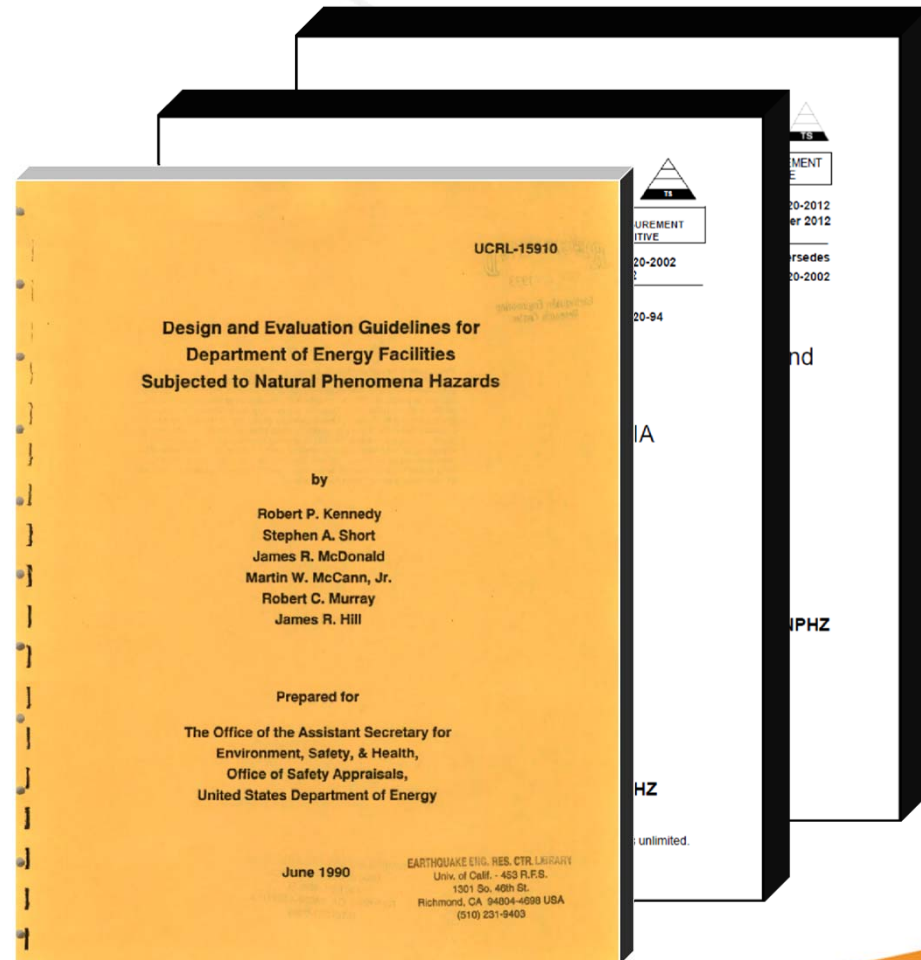 UCRL-15910
Design and Evaluation Guidelines for
Department of Energy Facilities
Subjected to Natural Phenomena Hazards
by
Robert P. Kennedy
Stephen A. Short
James R. McDonald
Martin W. McCann, Jr.
Robert C. Murray
James R. Hill
Prepared for
The Office of the Assistant Secretary for
Environment, Safety, & Health,
Office of Safety Appraisals,
United States Department of Energy
June 1990
EARTHQUAKE ENG. RES. CTR. LIBRARY
Univ. of Calif. - 453 R.F.S.
1301 So. 46th St.
Richmond, CA 94804-4698 USA
(510) 231-9403
TS
UREMENT
ITIVE
20-2002
2
20-94
IA
HZ
s unlimited.
TS
EMENT
E
20-2012
er 2012
ersedes
20-2002
nd
NPHZ